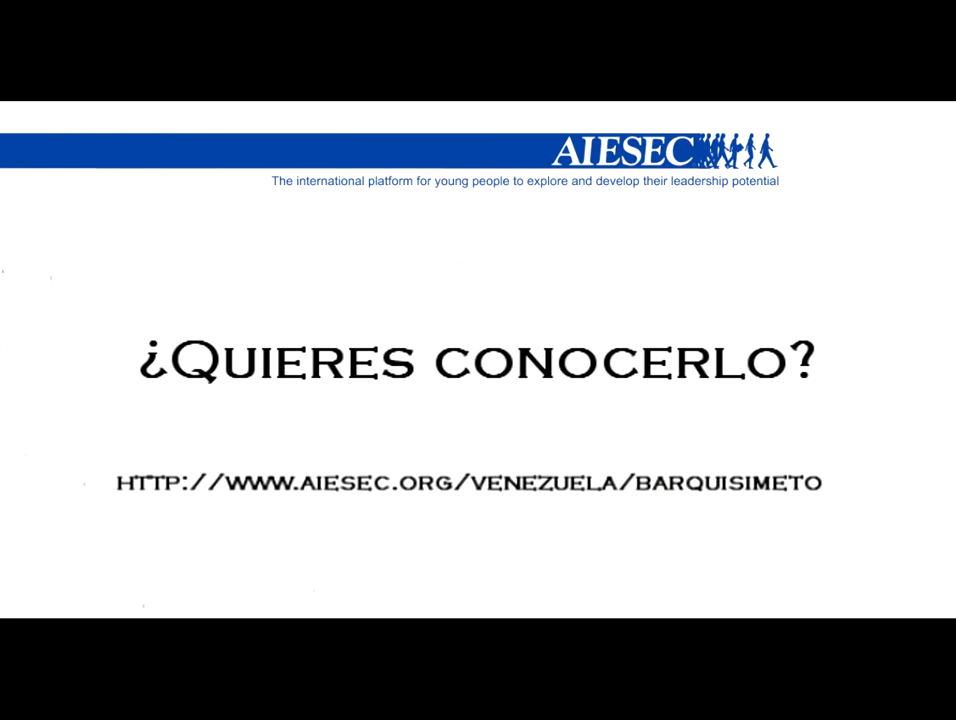 AIESEC
The international platform for young people to explore and develop their leadership potential
¿QUIERES CONOCERLO?
HTTP://WWW.AIESEC.ORG/VENEZUELA/BARQUISIMETO